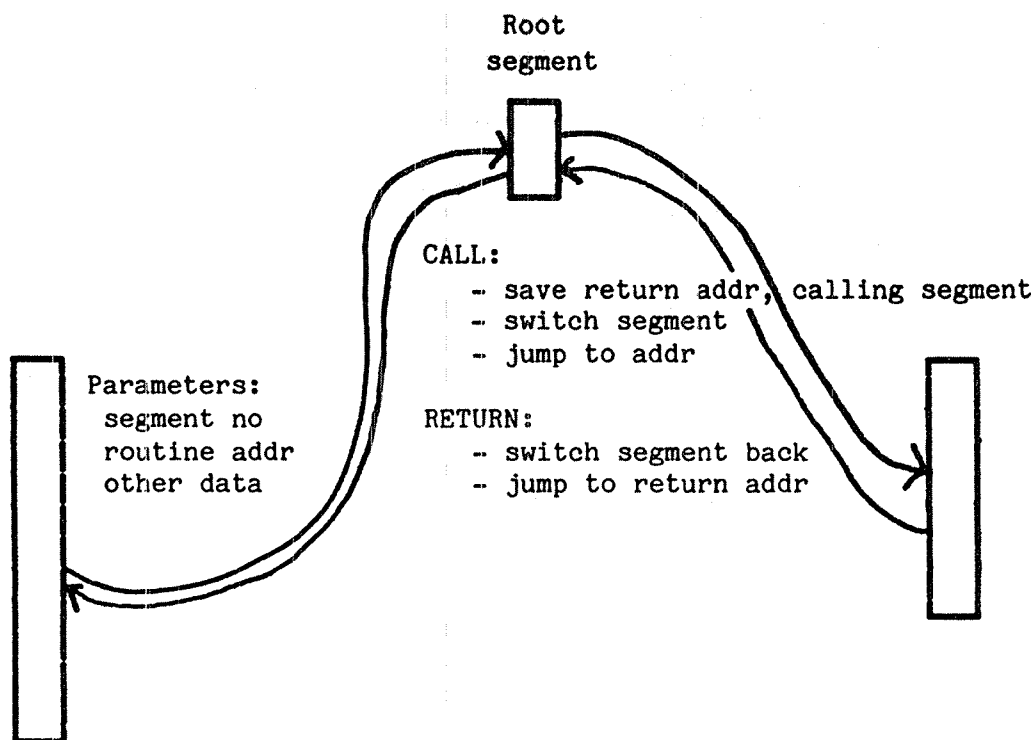 Root
segment
CALL:
- save return addr, calling segment
- switch segment
- jump to addr
Parameters:
segment no
routine addr
other data
RETURN:
- switch segment back
- jump to return addr